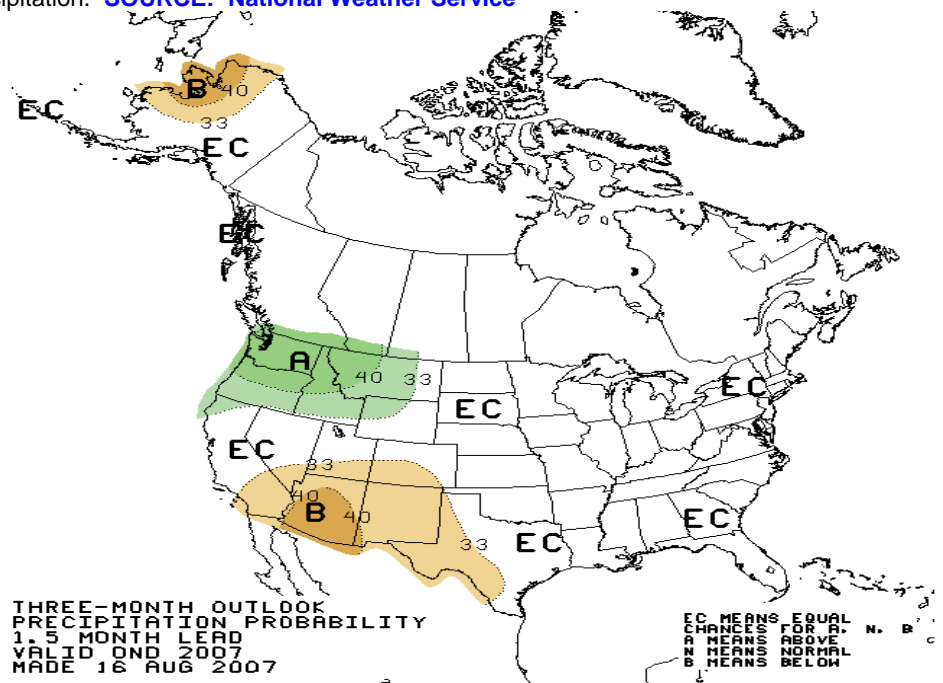 cipitation. SOURCE: National Weather Service
B 40
EC
33
EC
EC
A
40 33
EC
EC
EC
33
40
B 40
33
EC
EC
THREE-MONTH OUTLOOK
PRECIPITATION PROBABILITY
1.5 MONTH LEAD
VALID OND 2007
MADE 16 AUG 2007
EC MEANS EQUAL
CHANCES FOR A, N, B
A MEANS ABOVE
N MEANS NORMAL
B MEANS BELOW